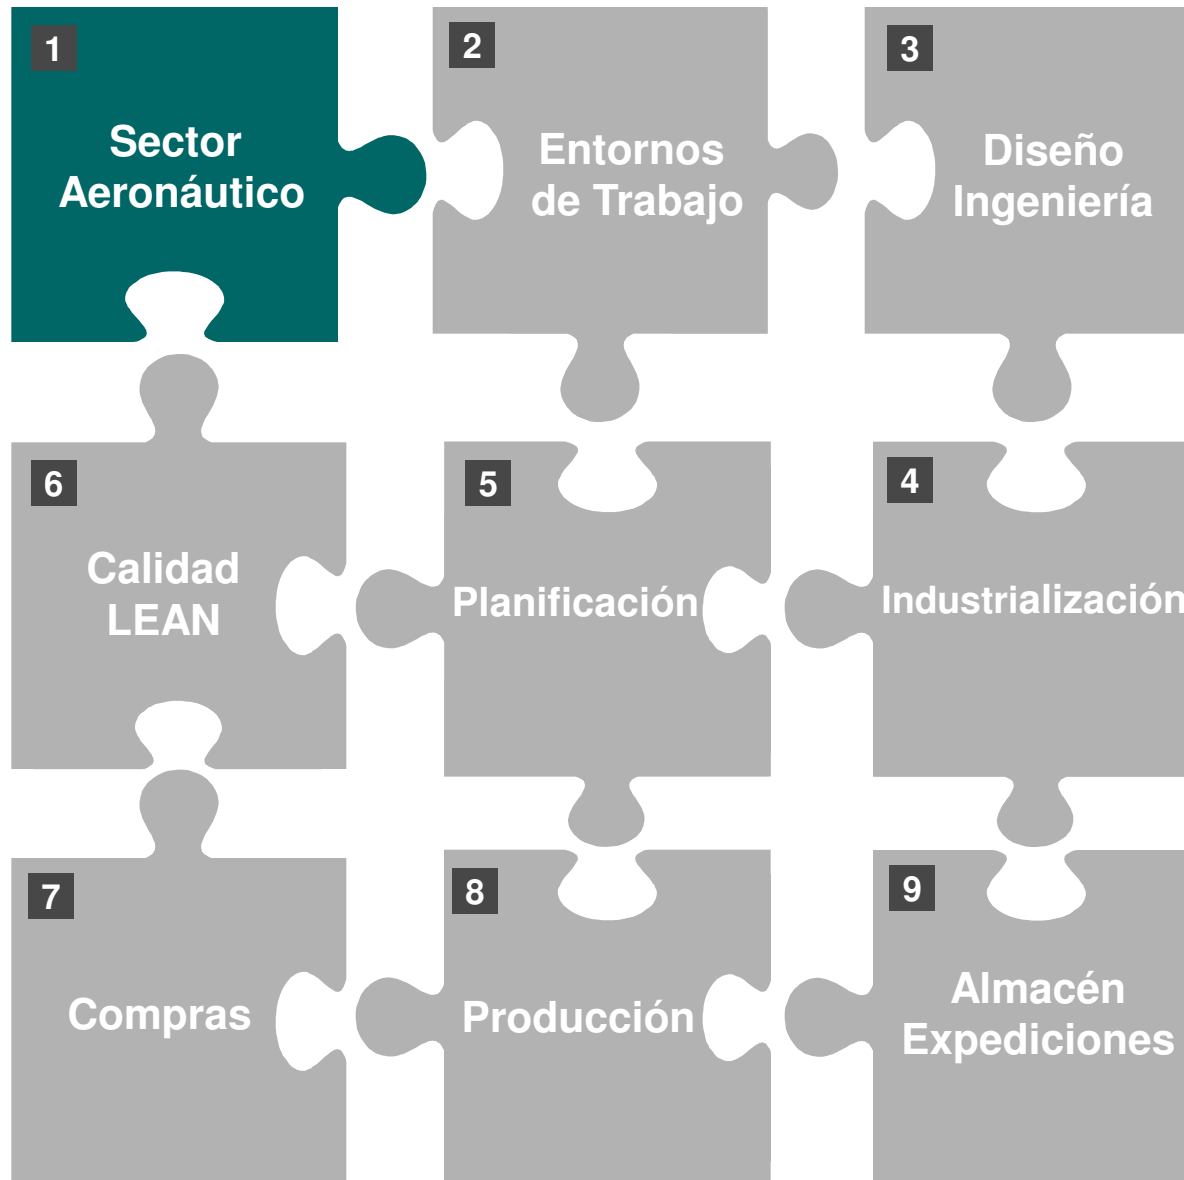 1
Sector
Aeronáutico
2
Entornos
de Trabajo
3
Diseño
Ingeniería
6
Calidad
LEAN
5
Planificación
4
Industrialización
7
Compras
8
Producción
9
Almacén
Expediciones